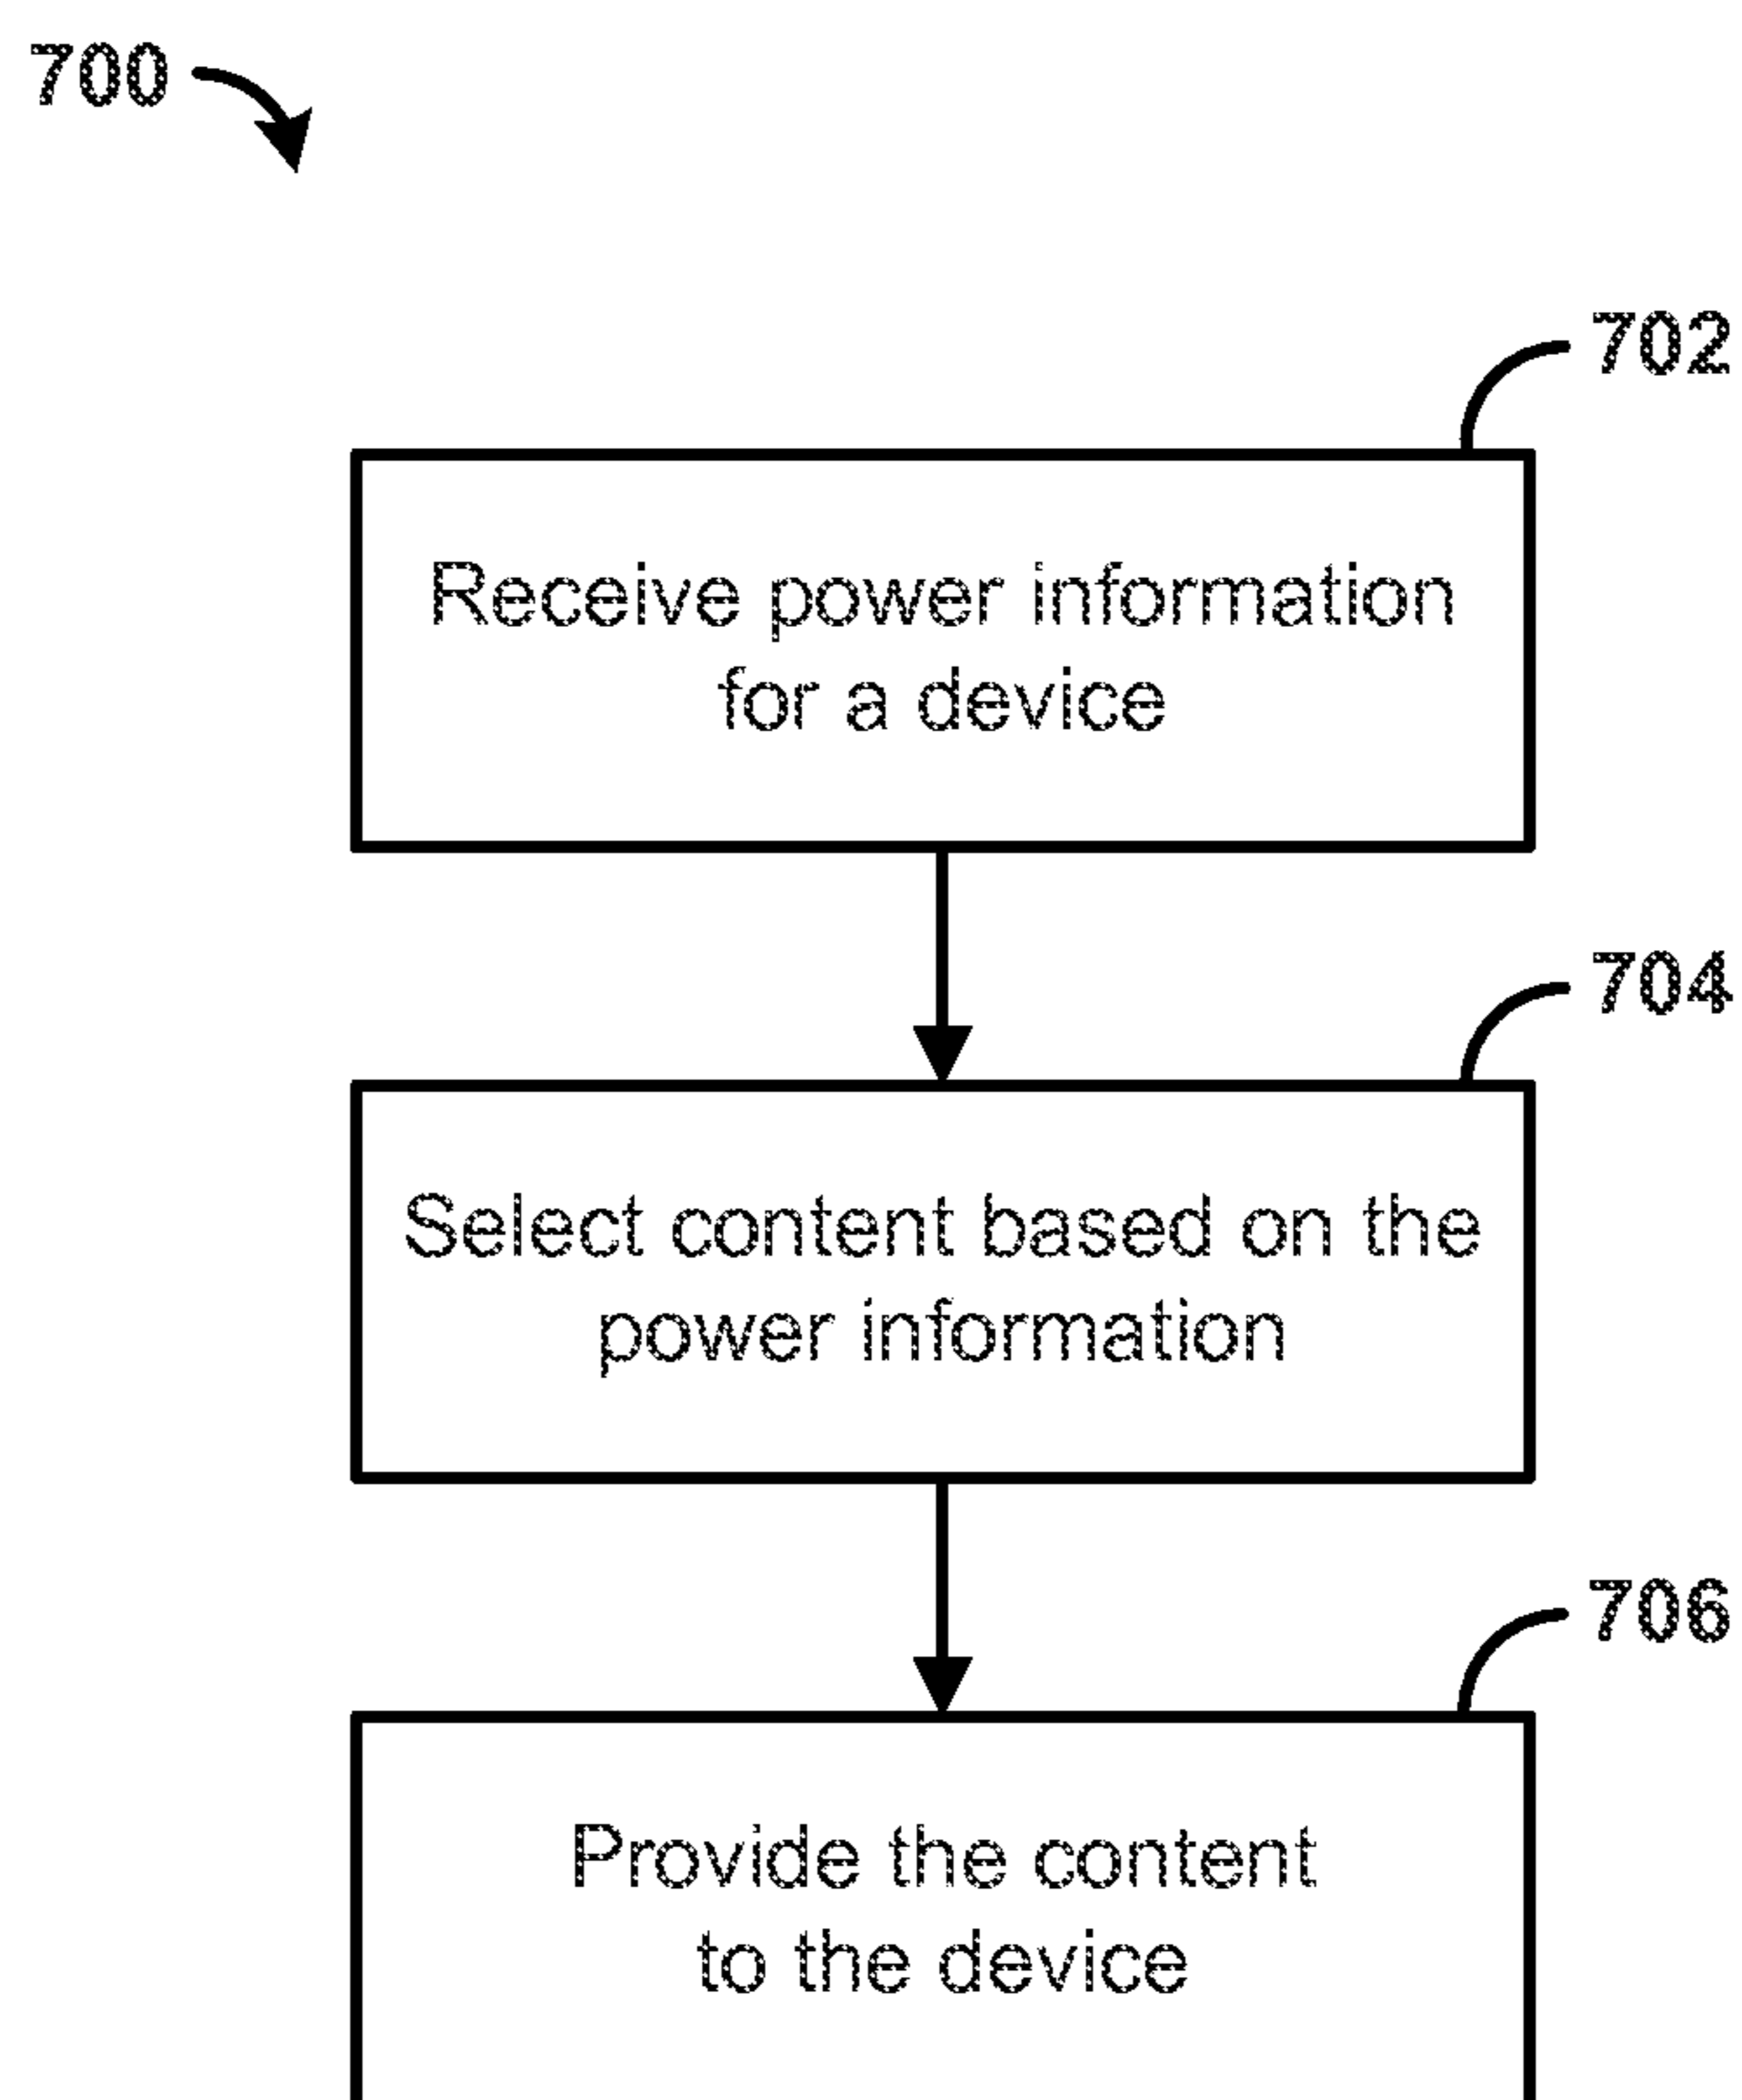 700
702
Receive power information
for a device
704
Select content based on the
power information
706
Provide the content
to the device